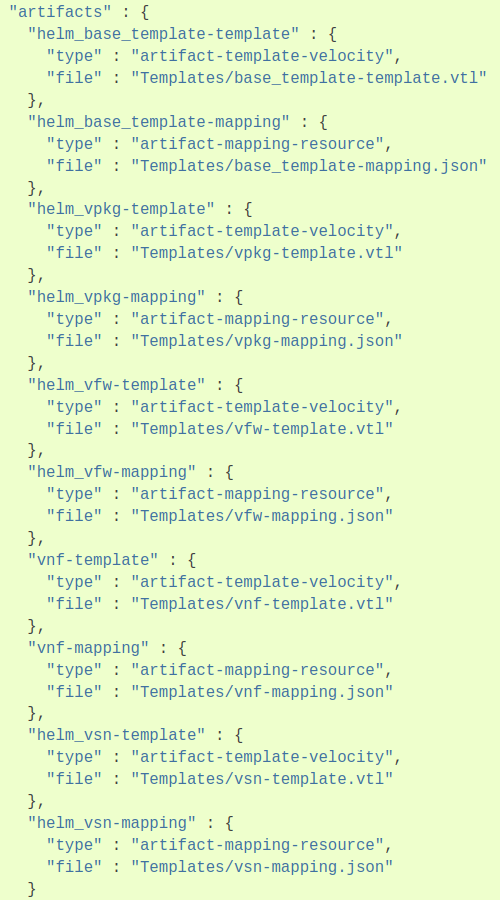 "artifacts" : {
  "helm_base_template-template" : {
    "type" : "artifact-template-velocity",
    "file" : "Templates/base_template-template.vtl"
  },
  "helm_base_template-mapping" : {
    "type" : "artifact-mapping-resource",
    "file" : "Templates/base_template-mapping.json"
  },
  "helm_vpkg-template" : {
    "type" : "artifact-template-velocity",
    "file" : "Templates/vpkg-template.vtl"
  },
  "helm_vpkg-mapping" : {
    "type" : "artifact-mapping-resource",
    "file" : "Templates/vpkg-mapping.json"
  },
  "helm_vfw-template" : {
    "type" : "artifact-template-velocity",
    "file" : "Templates/vfw-template.vtl"
  },
  "helm_vfw-mapping" : {
    "type" : "artifact-mapping-resource",
    "file" : "Templates/vfw-mapping.json"
  },
  "vnf-template" : {
    "type" : "artifact-template-velocity",
    "file" : "Templates/vnf-template.vtl"
  },
  "vnf-mapping" : {
    "type" : "artifact-mapping-resource",
    "file" : "Templates/vnf-mapping.json"
  },
  "helm_vsn-template" : {
    "type" : "artifact-template-velocity",
    "file" : "Templates/vsn-template.vtl"
  },
  "helm_vsn-mapping" : {
    "type" : "artifact-mapping-resource",
    "file" : "Templates/vsn-mapping.json"
  }